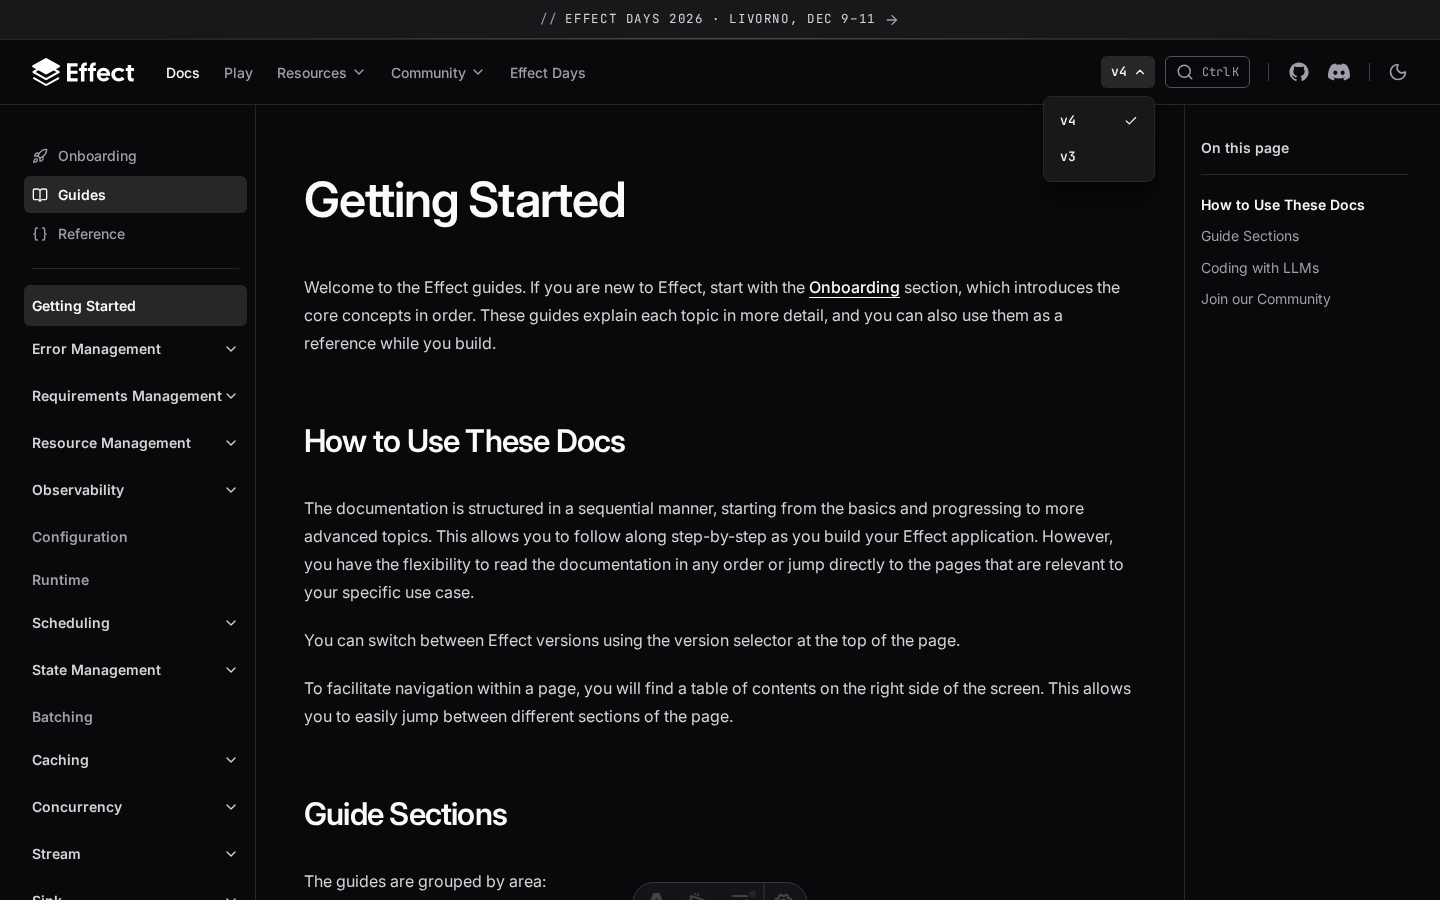 // EFFECT DAYS 2026 · LIVORNO, DEC 9–11 →
Effect
Docs
Play
Resources
Community
Effect Days
v4
Ctrl K
v4
v3
Onboarding
Guides
Reference
Getting Started
Error Management
Requirements Management
Resource Management
Observability
Configuration
Runtime
Scheduling
State Management
Batching
Caching
Concurrency
Stream
Sink
Getting Started
Welcome to the Effect guides. If you are new to Effect, start with the Onboarding section, which introduces the
core concepts in order. These guides explain each topic in more detail, and you can also use them as a
reference while you build.
How to Use These Docs
The documentation is structured in a sequential manner, starting from the basics and progressing to more
advanced topics. This allows you to follow along step-by-step as you build your Effect application. However,
you have the flexibility to read the documentation in any order or jump directly to the pages that are relevant to
your specific use case.
You can switch between Effect versions using the version selector at the top of the page.
To facilitate navigation within a page, you will find a table of contents on the right side of the screen. This allows
you to easily jump between different sections of the page.
Guide Sections
The guides are grouped by area:
On this page
How to Use These Docs
Guide Sections
Coding with LLMs
Join our Community